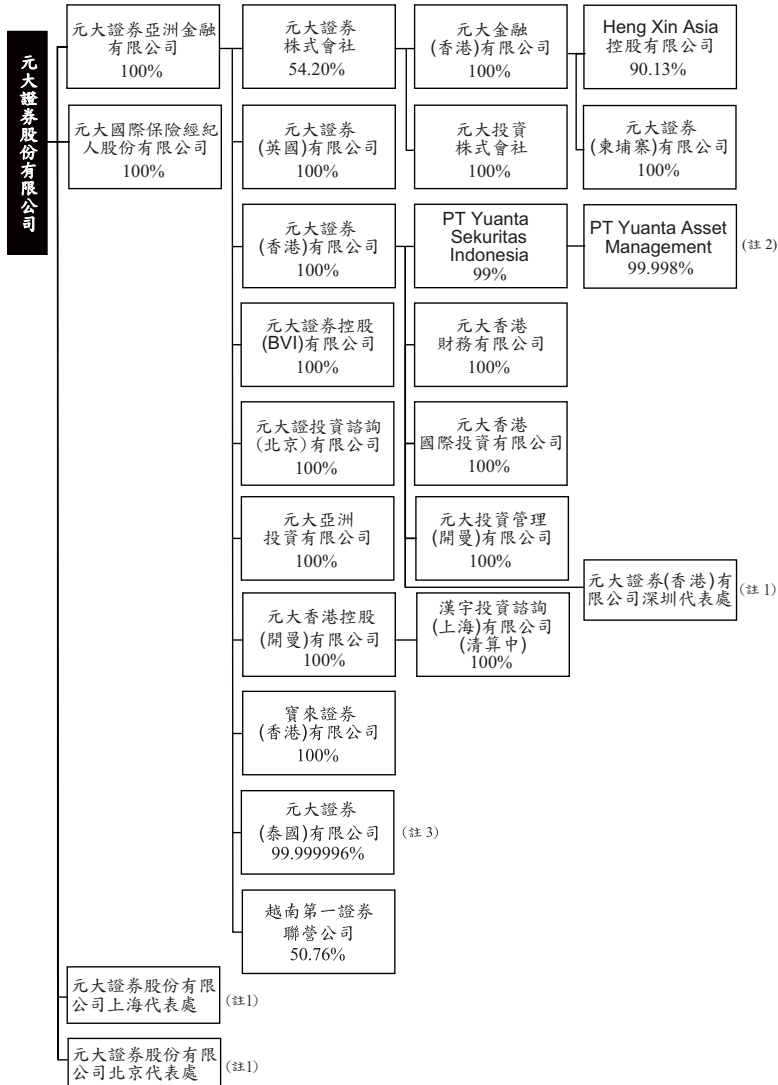 元大證券股份有限公司
元大證券亞洲金融
有限公司
100%
元大國際保險經紀
人股份有限公司
100%
元大證券
株式會社
54.20%
元大金融
(香港)有限公司
100%
Heng Xin Asia
控股有限公司
90.13%
元大證券
(英國)有限公司
100%
元大投資
株式會社
100%
元大證券
(柬埔寨)有限公司
100%
元大證券
(香港)有限公司
100%
PT Yuanta
Sekuritas
Indonesia
99%
PT Yuanta Asset
Management
99.998%
(註 2)
元大證券控股
(BVI)有限公司
100%
元大香港
財務有限公司
100%
元大證投資諮詢
(北京)有限公司
100%
元大香港
國際投資有限公司
100%
元大亞洲
投資有限公司
100%
元大投資管理
(開曼)有限公司
100%
元大證券(香港)有
限公司深圳代表處
(註 1)
元大香港控股
(開曼)有限公司
100%
漢宇投資諮詢
(上海)有限公司
(清算中)
100%
寶來證券
(香港)有限公司
100%
元大證券
(泰國)有限公司
99.999996%
(註 3)
越南第一證券
聯營公司
50.76%
元大證券股份有限
公司上海代表處
(註1)
元大證券股份有限
公司北京代表處
(註1)